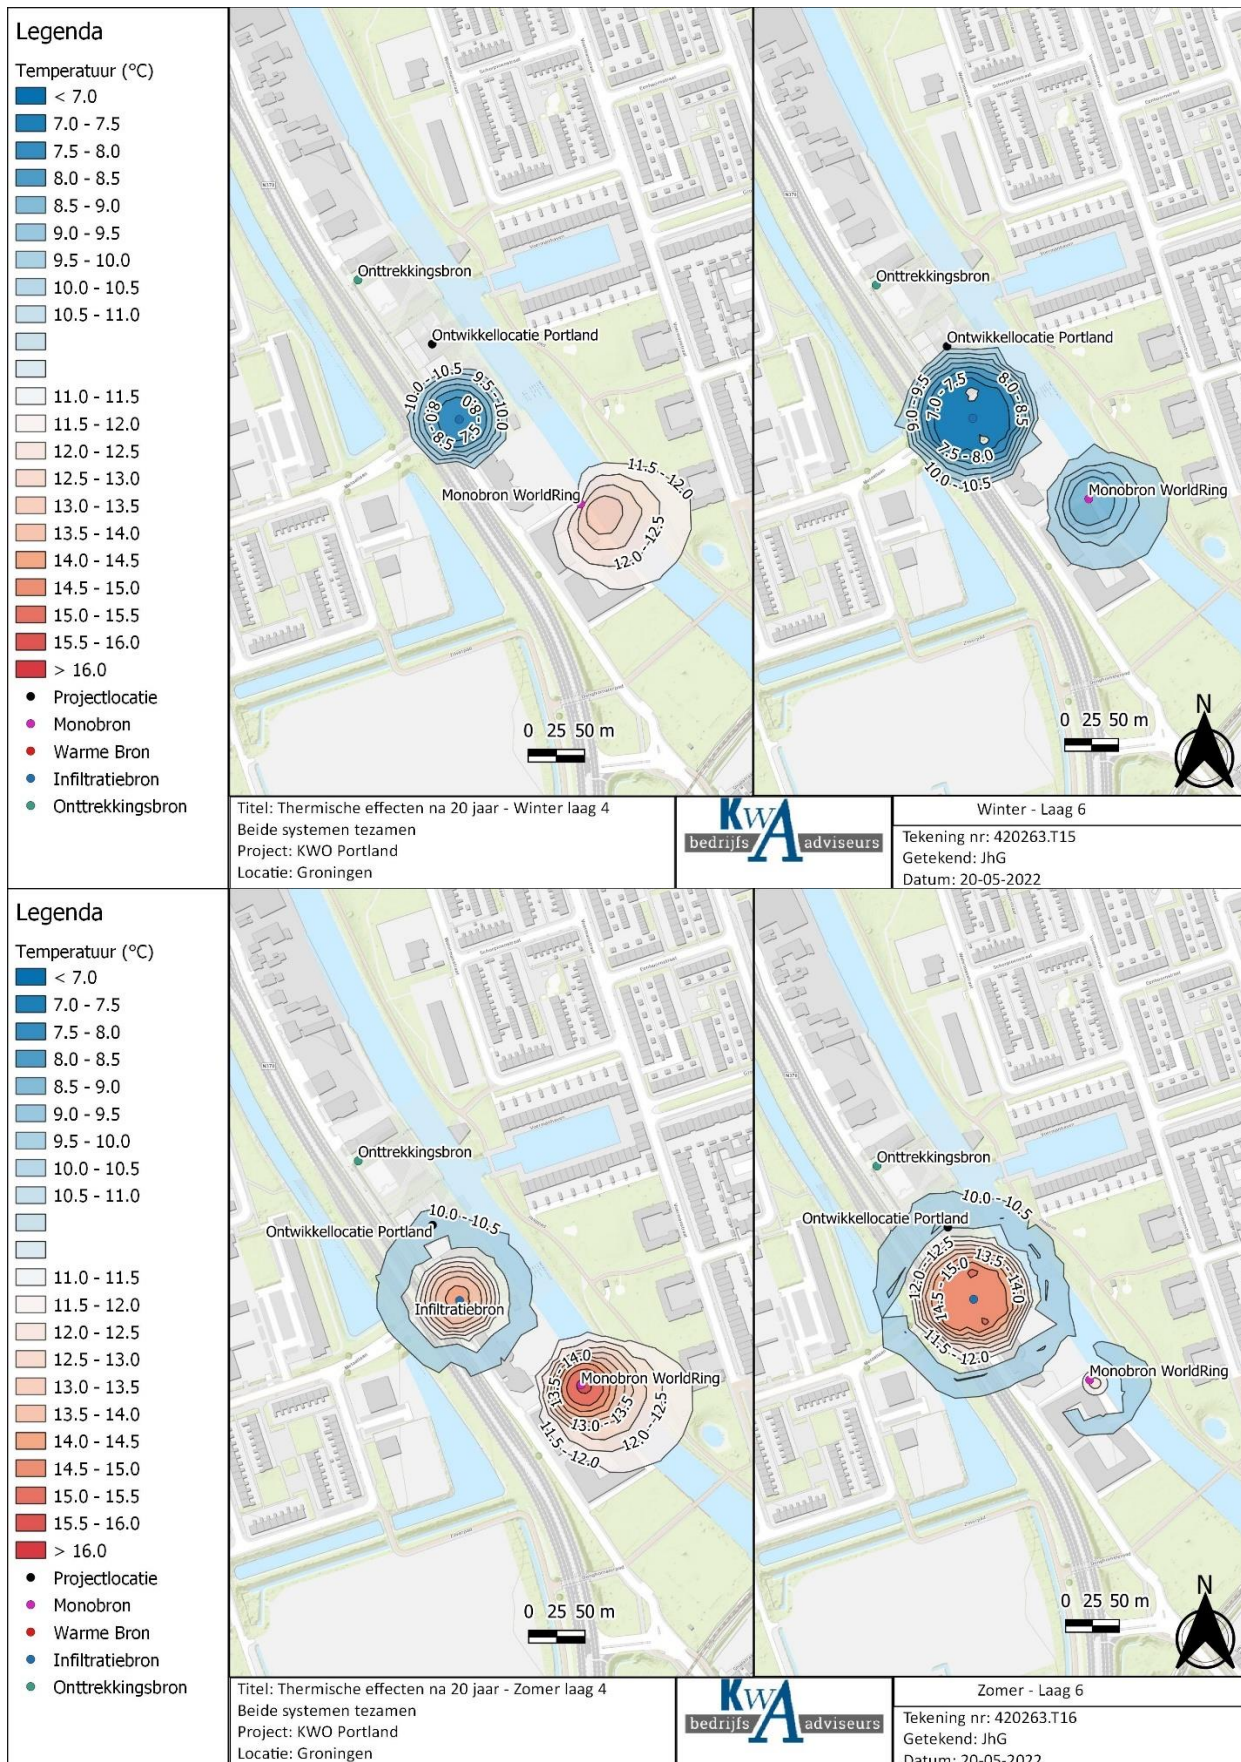 Legenda
Temperatuur (°C)
< 7.0
7.0 - 7.5
7.5 - 8.0
8.0 - 8.5
8.5 - 9.0
9.0 - 9.5
9.5 - 10.0
10.0 - 10.5
10.5 - 11.0
11.0 - 11.5
11.5 - 12.0
12.0 - 12.5
12.5 - 13.0
13.0 - 13.5
13.5 - 14.0
14.0 - 14.5
14.5 - 15.0
15.0 - 15.5
15.5 - 16.0
> 16.0
Projectlocatie
Monobron
Warme Bron
Infiltratiebron
Onttrekkingsbron
Onttrekkingsbron
Ontwikkellocatie Portland
10.0 - 10.5
9.5 - 10.0
8.0
0.8
8.5
7.5
Monobron WorldRing
11.5 - 12.0
12.0 - 12.5
0 25 50 m
Onttrekkingsbron
Ontwikkellocatie Portland
9.0 - 9.5
7.0 - 7.5
8.0 - 8.5
7.5 - 8.0
10.0 - 10.5
Monobron WorldRing
0 25 50 m
N
Titel: Thermische effecten na 20 jaar - Winter laag 4
Beide systemen tezamen
Project: KWO Portland
Locatie: Groningen
KWA
bedrijfs adviseurs
Winter - Laag 6
Tekening nr: 420263.T15
Getekend: JhG
Datum: 20-05-2022
Legenda
Temperatuur (°C)
< 7.0
7.0 - 7.5
7.5 - 8.0
8.0 - 8.5
8.5 - 9.0
9.0 - 9.5
9.5 - 10.0
10.0 - 10.5
10.5 - 11.0
11.0 - 11.5
11.5 - 12.0
12.0 - 12.5
12.5 - 13.0
13.0 - 13.5
13.5 - 14.0
14.0 - 14.5
14.5 - 15.0
15.0 - 15.5
15.5 - 16.0
> 16.0
Projectlocatie
Monobron
Warme Bron
Infiltratiebron
Onttrekkingsbron
Onttrekkingsbron
10.0 - 10.5
Ontwikkellocatie Portland
Infiltratiebron
13.5 - 14.0
Monobron WorldRing
13.0 - 13.5
12.0 - 12.5
11.5 - 12.0
0 25 50 m
Onttrekkingsbron
10.0 - 10.5
Ontwikkellocatie Portland
12.0 - 12.5
14.5 - 15.0
13.5 - 14.0
11.5 - 12.0
Monobron WorldRing
0 25 50 m
N
Titel: Thermische effecten na 20 jaar - Zomer laag 4
Beide systemen tezamen
Project: KWO Portland
Locatie: Groningen
KWA
bedrijfs adviseurs
Zomer - Laag 6
Tekening nr: 420263.T16
Getekend: JhG
Datum: 20-05-2022